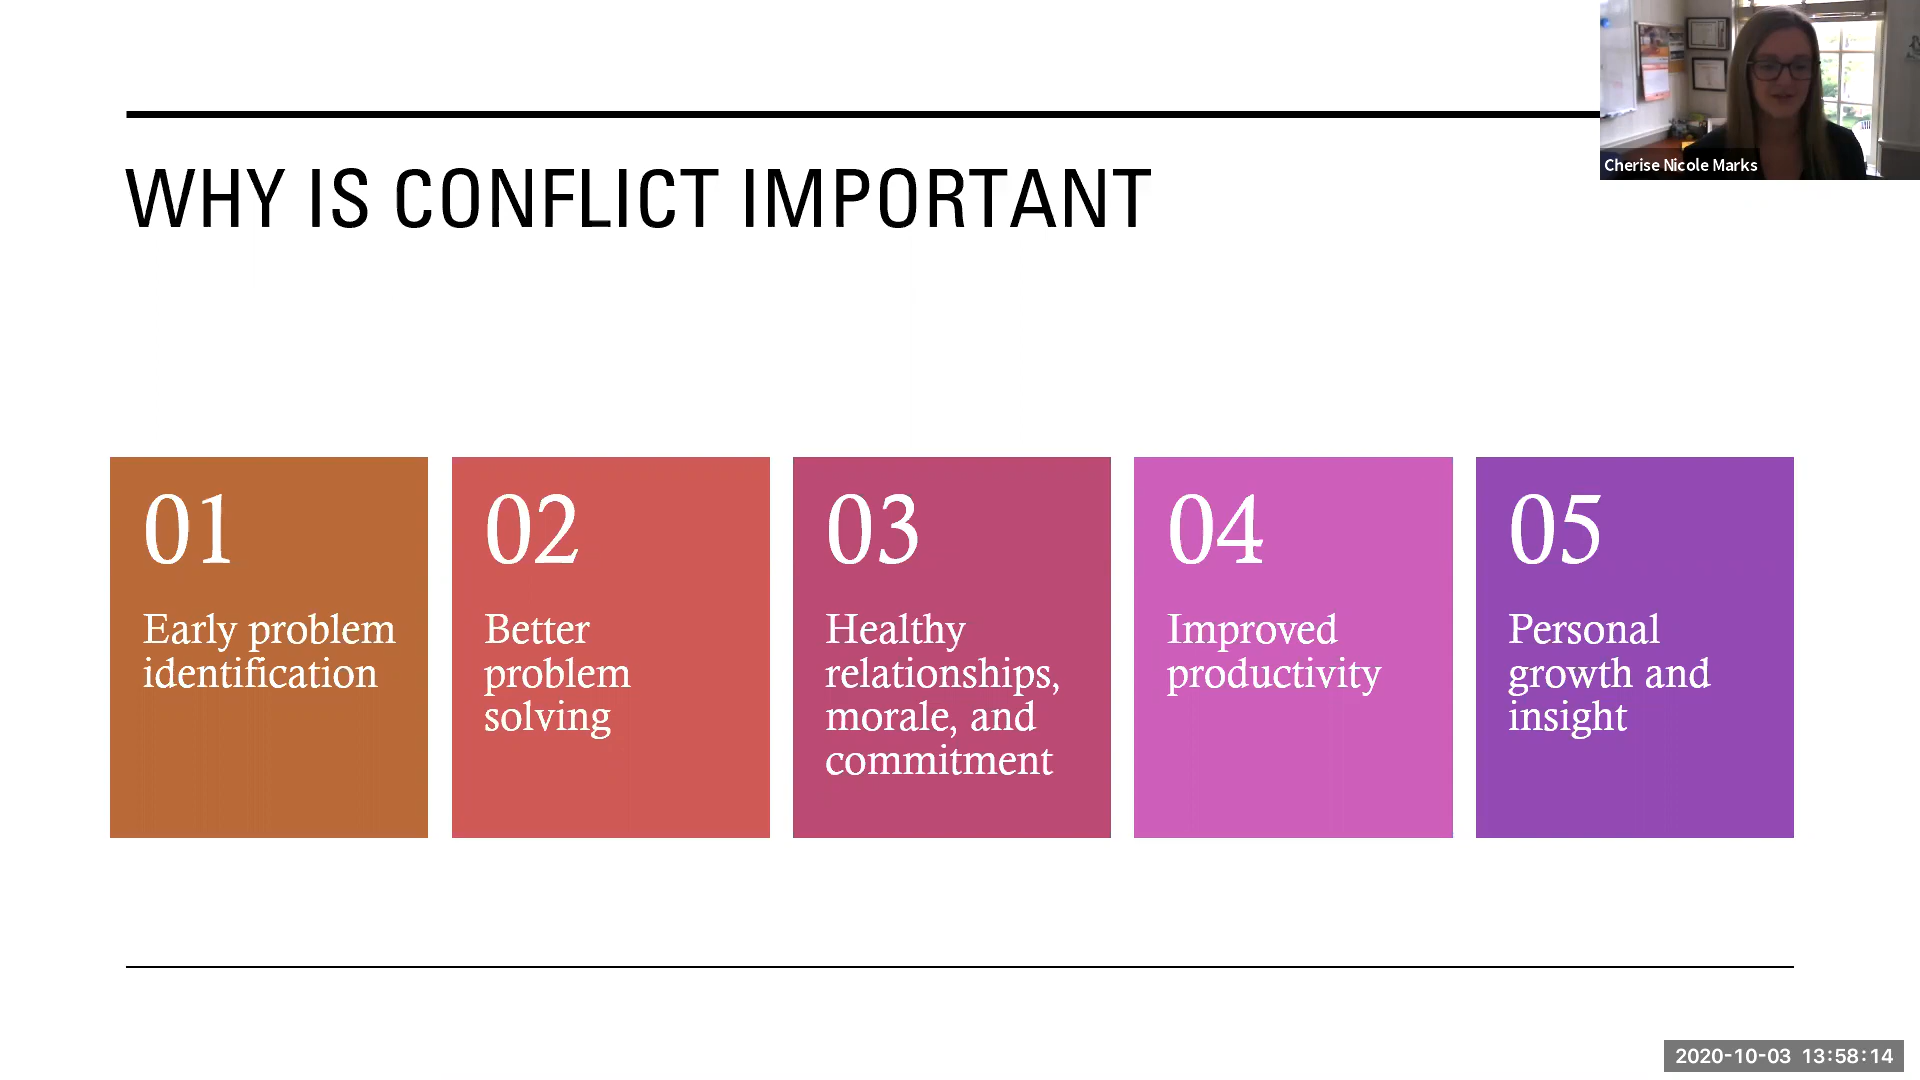 Cherise Nicole Marks
WHY IS CONFLICT IMPORTANT
01
Early problem
identification
02
Better
problem
solving
03
Healthy
relationships,
morale, and
commitment
04
Improved
productivity
05
Personal
growth and
insight
2020-10-03 13:58:14